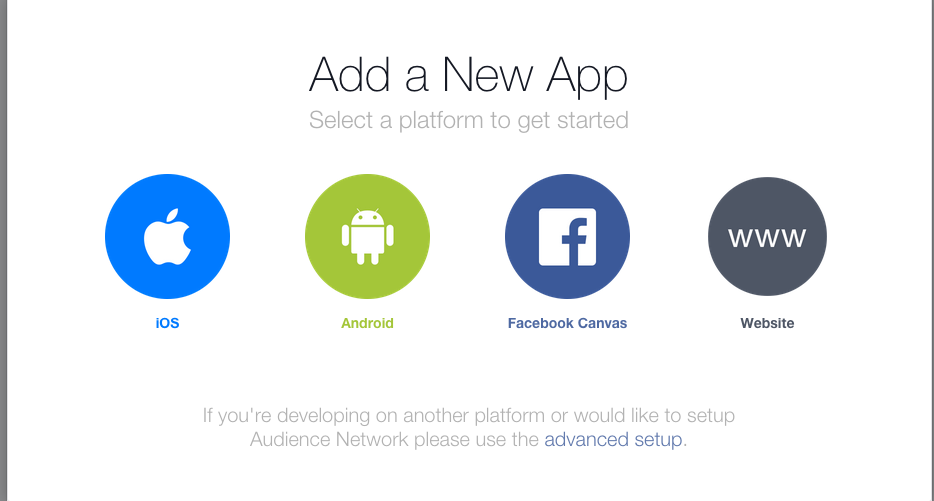 Add a New App
Select a platform to get started
www
iOS
Android
Facebook Canvas
Website
If you're developing on another platform or would like to setup
Audience Network please use the advanced setup.